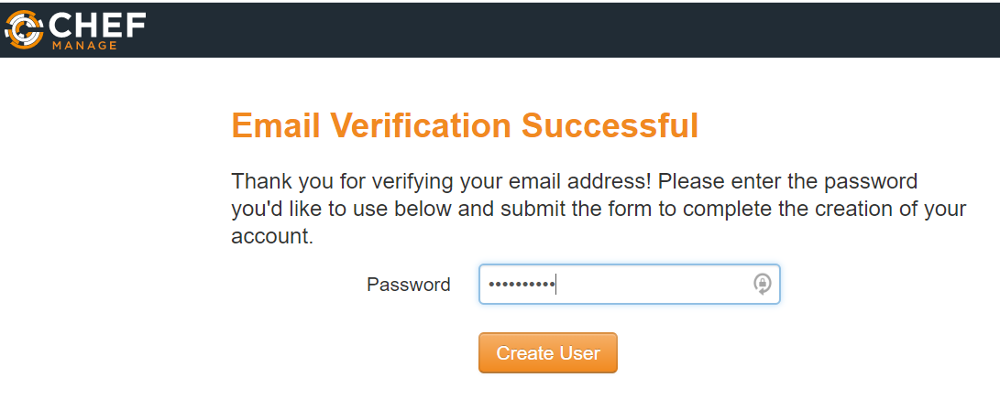 CHEF
MANAGE
Email Verification Successful
Thank you for verifying your email address! Please enter the password
you'd like to use below and submit the form to complete the creation of your
account.
Password
••••••••••
Create User